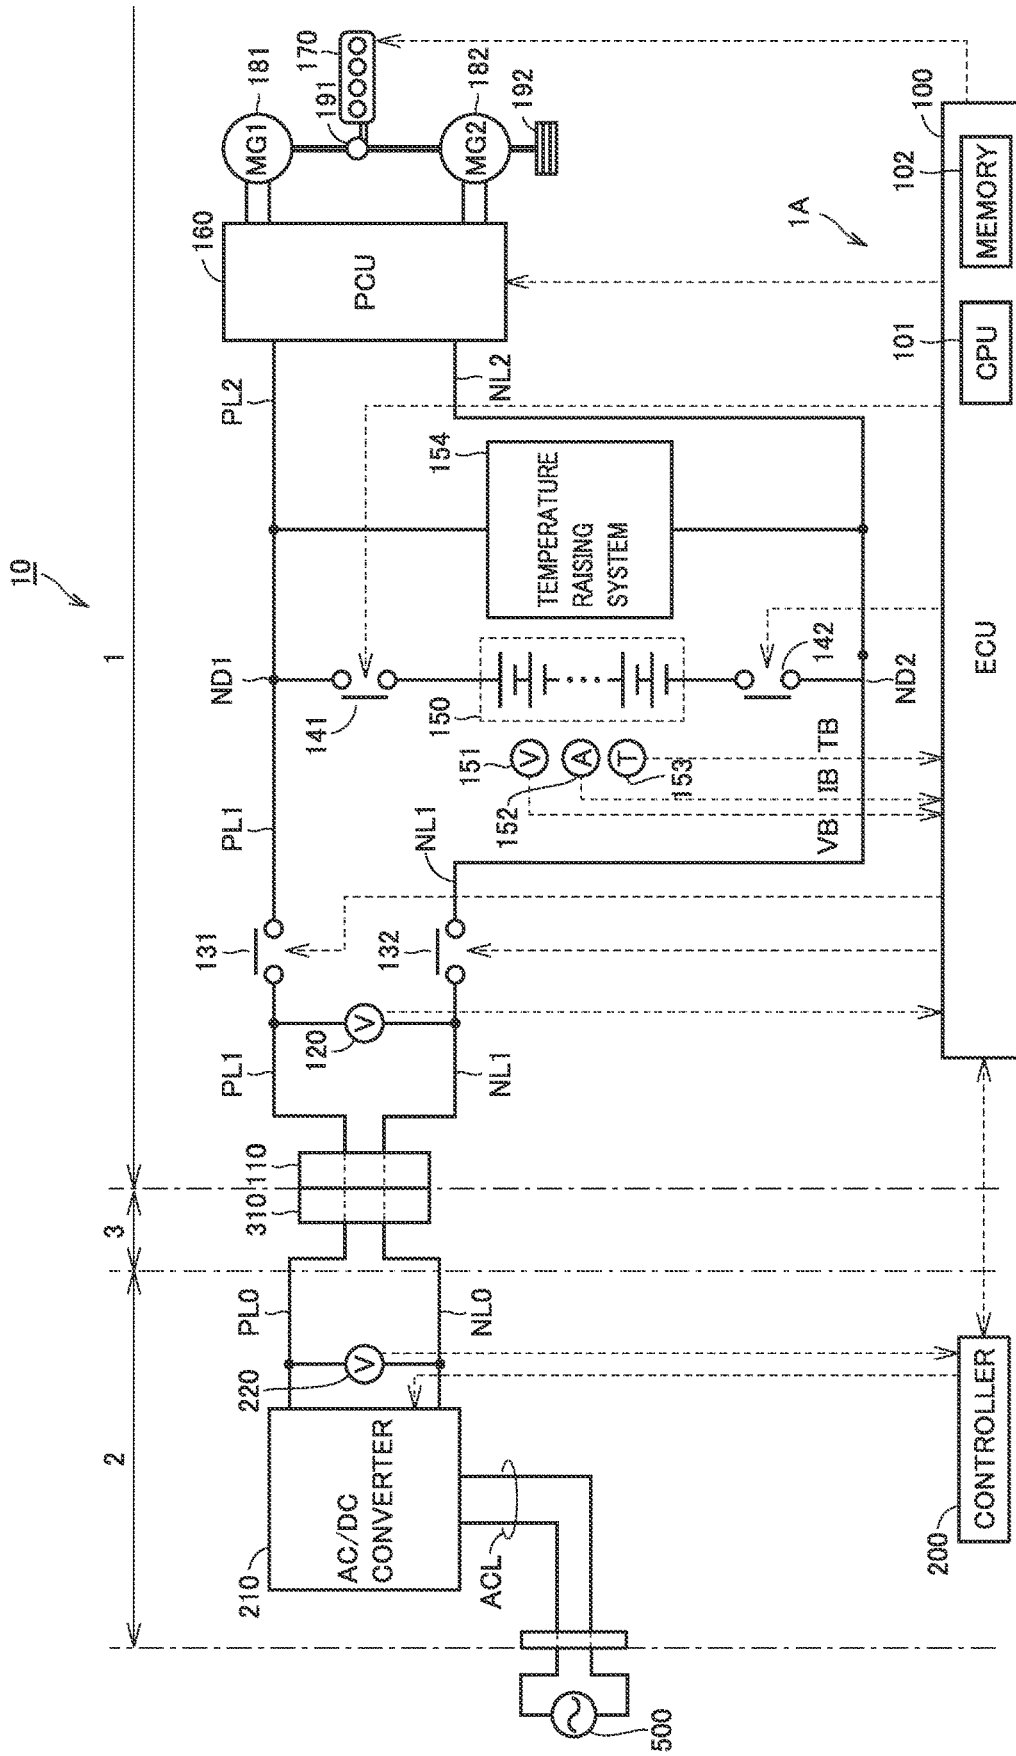 10
1
3
2
1A
MG1
181
170
191
MG2
182
192
160
PCU
PL2
NL2
154
TEMPERATURE
RAISING
SYSTEM
ND1
141
150
142
ND2
151
V
152
A
T
153
VB
IB
TB
PL1
NL1
131
132
V
120
PL1
NL1
110
310
PL0
NL0
V
220
AC/DC
CONVERTER
210
ACL
500
100
102
MEMORY
101
CPU
ECU
CONTROLLER
200